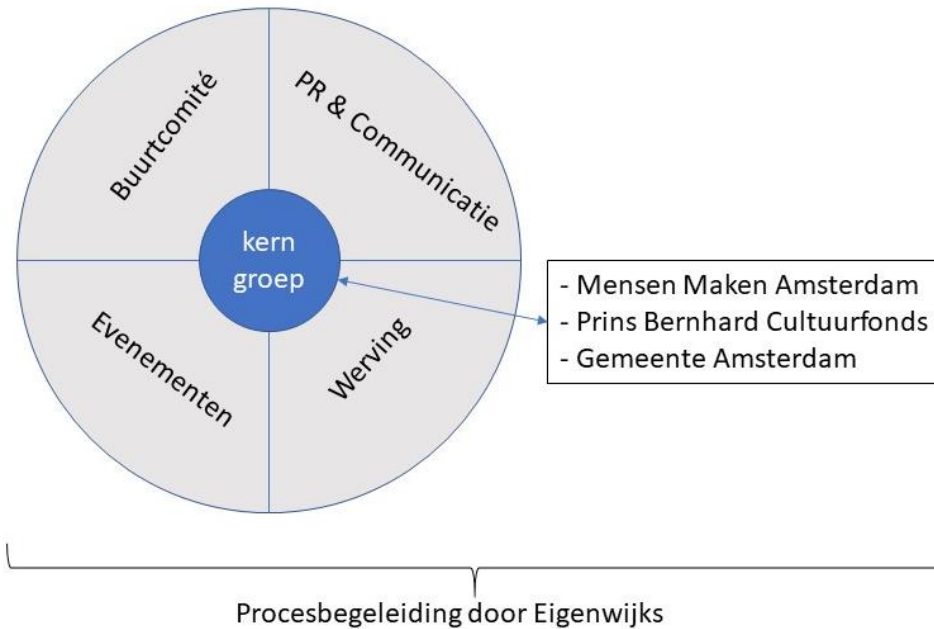 Buurtcomité
PR & Communicatie
kern
groep
Evenementen
Werving
- Mensen Maken Amsterdam
- Prins Bernhard Cultuurfonds
- Gemeente Amsterdam
Procesbegeleiding door Eigenwijks